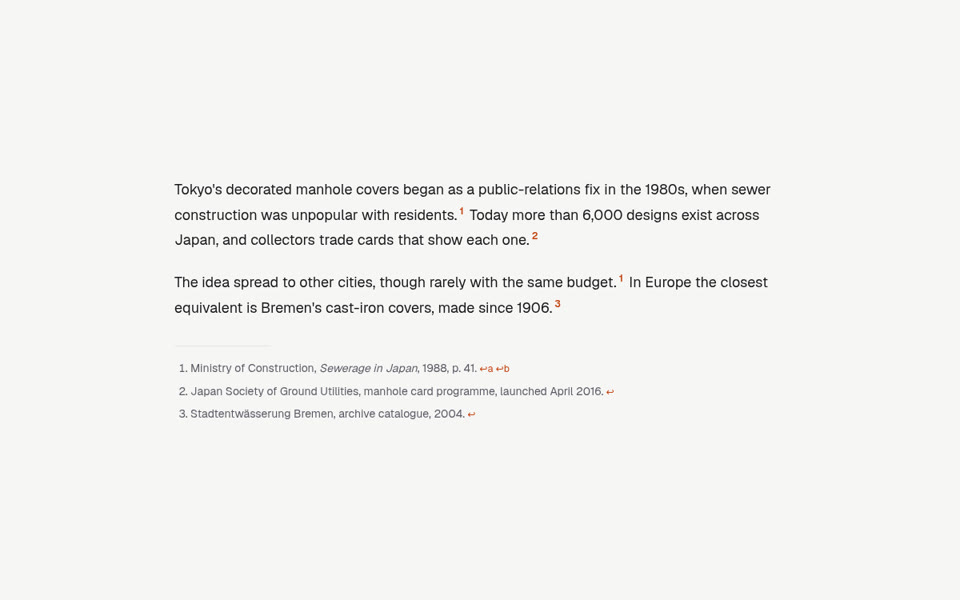 Tokyo's decorated manhole covers began as a public-relations fix in the 1980s, when sewer
construction was unpopular with residents.1 Today more than 6,000 designs exist across
Japan, and collectors trade cards that show each one.2
The idea spread to other cities, though rarely with the same budget.1 In Europe the closest
equivalent is Bremen's cast-iron covers, made since 1906.3
1. Ministry of Construction, Sewerage in Japan, 1988, p. 41. ↩a ↩b
2. Japan Society of Ground Utilities, manhole card programme, launched April 2016. ↩
3. Stadtentwässerung Bremen, archive catalogue, 2004. ↩